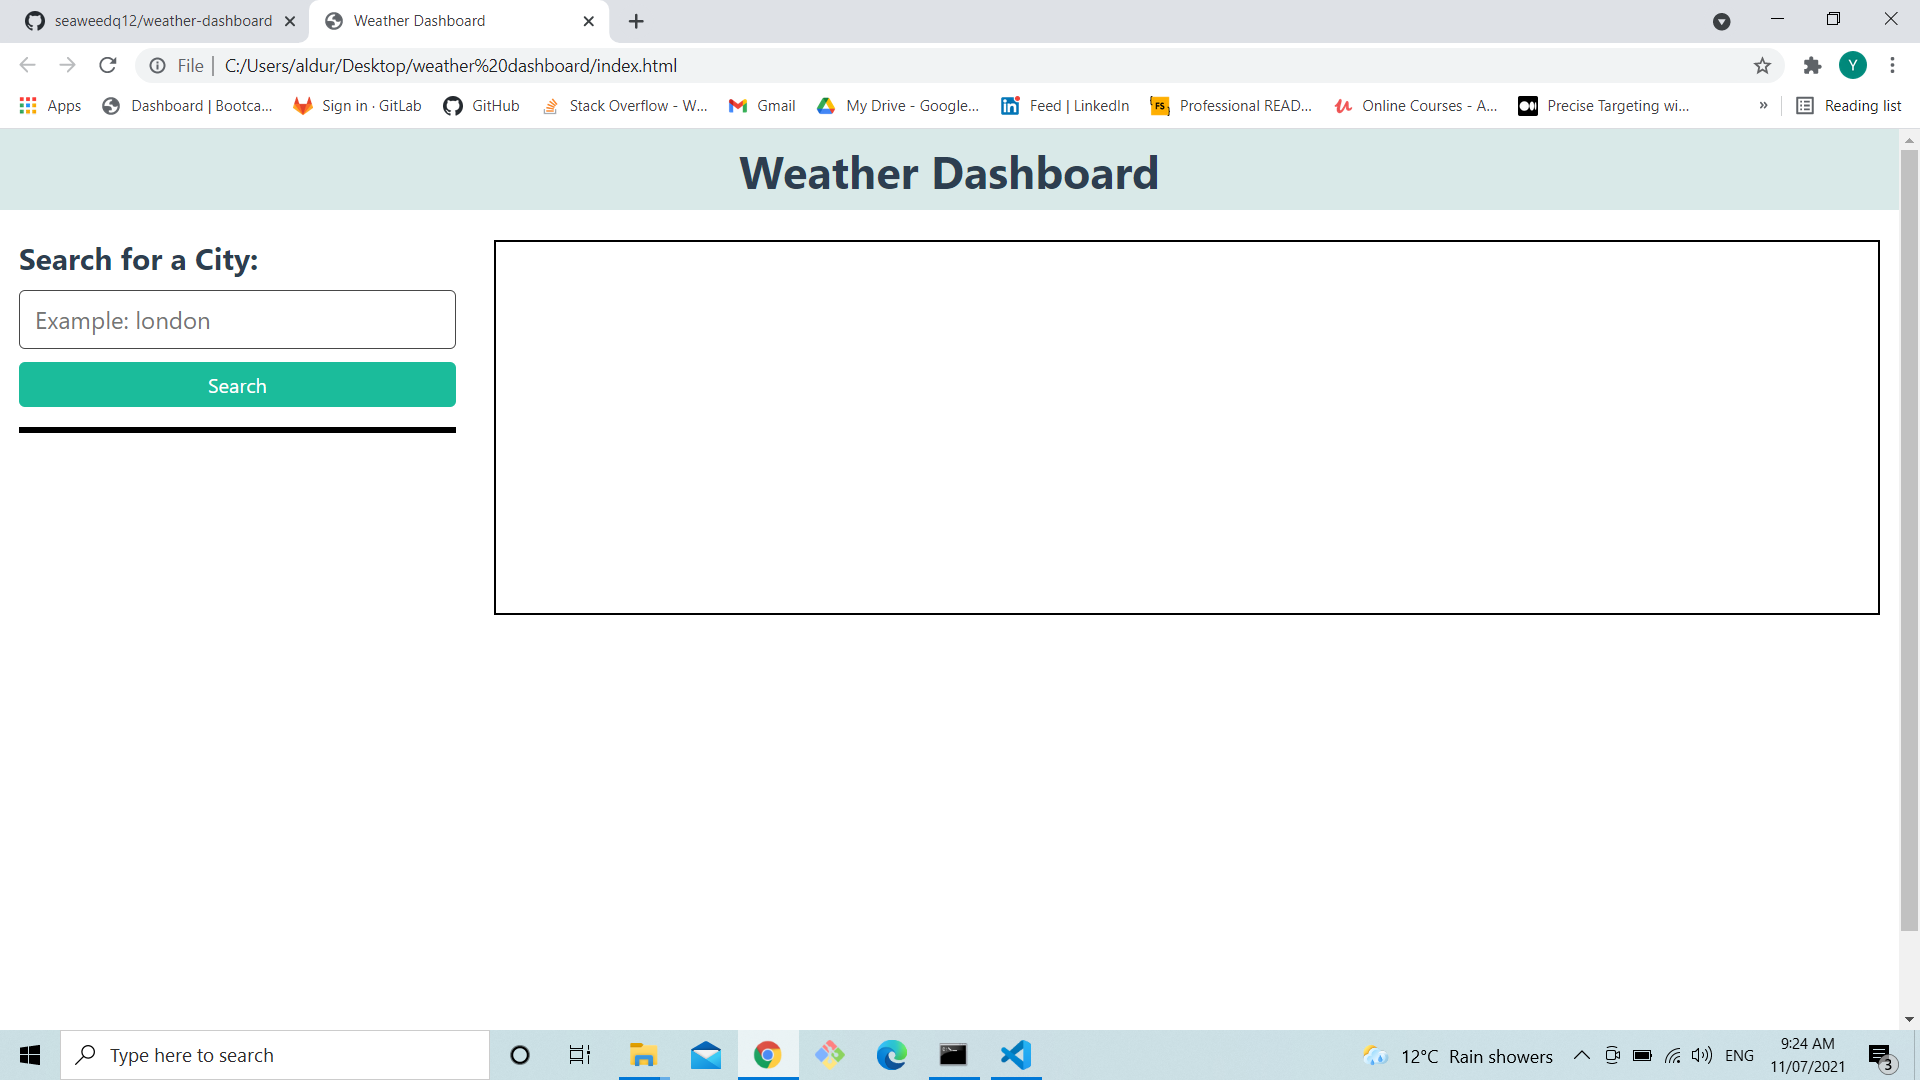 seaweedq12/weather-dashboard
Weather Dashboard
File
C:/Users/aldur/Desktop/weather%20dashboard/index.html
Y
Apps
Dashboard | Bootca...
Sign in · GitLab
GitHub
Stack Overflow - W...
Gmail
My Drive - Google...
Feed | LinkedIn
FS
Professional READ...
Online Courses - A...
Precise Targeting wi...
»
Reading list
Weather Dashboard
Search for a City:
Example: london
Search
Type here to search
12°C Rain showers
ENG
9:24 AM
11/07/2021
3